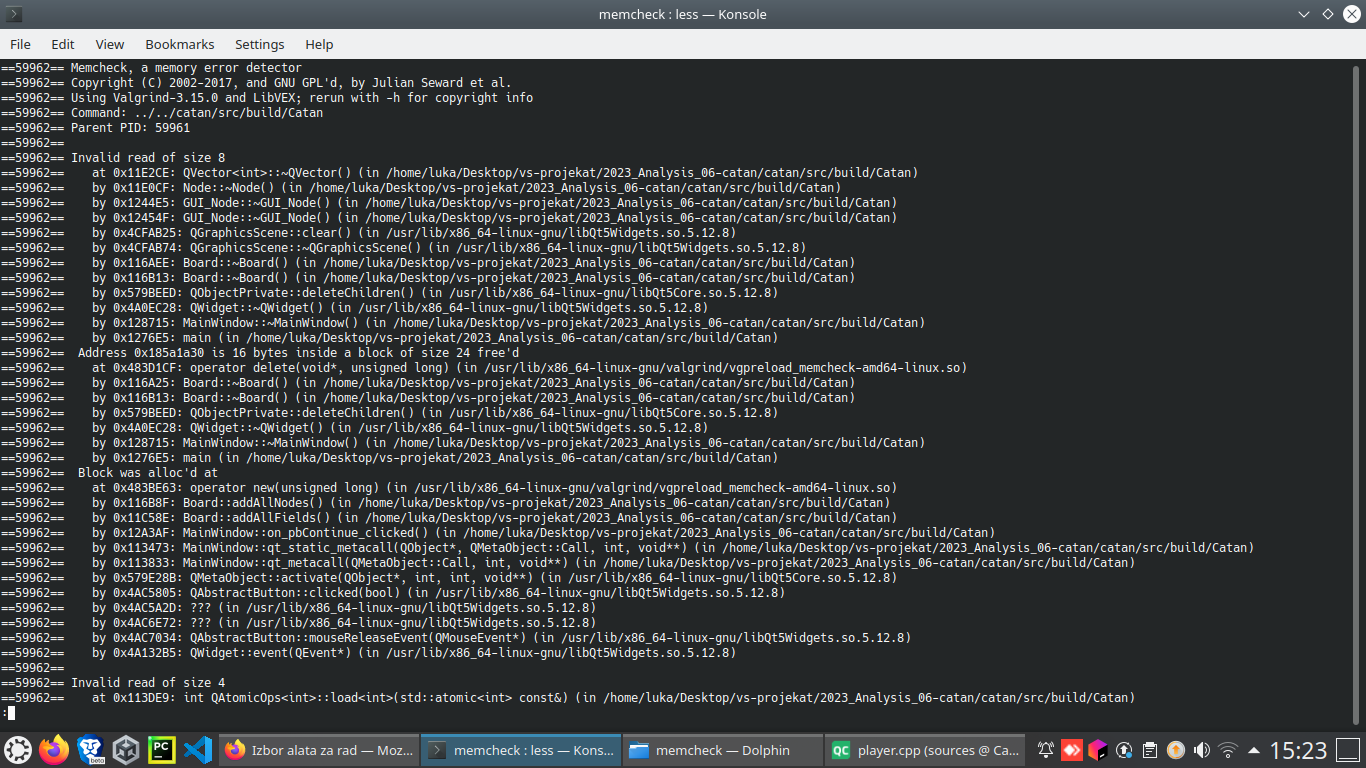 memcheck : less — Konsole
File Edit View Bookmarks Settings Help
==59962== Memcheck, a memory error detector
==59962== Copyright (C) 2002-2017, and GNU GPL'd, by Julian Seward et al.
==59962== Using Valgrind-3.15.0 and LibVEX; rerun with -h for copyright info
==59962== Command: ../../catan/src/build/Catan
==59962== Parent PID: 59961
==59962==
==59962== Invalid read of size 8
==59962==    at 0x11E2CE: QVector<int>::~QVector() (in /home/luka/Desktop/vs-projekat/2023_Analysis_06-catan/catan/src/build/Catan)
==59962==    by 0x11E0CF: Node::~Node() (in /home/luka/Desktop/vs-projekat/2023_Analysis_06-catan/catan/src/build/Catan)
==59962==    by 0x1244E5: GUI_Node::~GUI_Node() (in /home/luka/Desktop/vs-projekat/2023_Analysis_06-catan/catan/src/build/Catan)
==59962==    by 0x12454F: GUI_Node::~GUI_Node() (in /home/luka/Desktop/vs-projekat/2023_Analysis_06-catan/catan/src/build/Catan)
==59962==    by 0x4CFAB25: QGraphicsScene::clear() (in /usr/lib/x86_64-linux-gnu/libQt5Widgets.so.5.12.8)
==59962==    by 0x4CFAB74: QGraphicsScene::~QGraphicsScene() (in /usr/lib/x86_64-linux-gnu/libQt5Widgets.so.5.12.8)
==59962==    by 0x116AEE: Board::~Board() (in /home/luka/Desktop/vs-projekat/2023_Analysis_06-catan/catan/src/build/Catan)
==59962==    by 0x116B13: Board::~Board() (in /home/luka/Desktop/vs-projekat/2023_Analysis_06-catan/catan/src/build/Catan)
==59962==    by 0x579BEED: QObjectPrivate::deleteChildren() (in /usr/lib/x86_64-linux-gnu/libQt5Core.so.5.12.8)
==59962==    by 0x4A0EC28: QWidget::~QWidget() (in /usr/lib/x86_64-linux-gnu/libQt5Widgets.so.5.12.8)
==59962==    by 0x128715: MainWindow::~MainWindow() (in /home/luka/Desktop/vs-projekat/2023_Analysis_06-catan/catan/src/build/Catan)
==59962==    by 0x1276E5: main (in /home/luka/Desktop/vs-projekat/2023_Analysis_06-catan/catan/src/build/Catan)
==59962==  Address 0x185a1a30 is 16 bytes inside a block of size 24 free'd
==59962==    at 0x483D1CF: operator delete(void*, unsigned long) (in /usr/lib/x86_64-linux-gnu/valgrind/vgpreload_memcheck-amd64-linux.so)
==59962==    by 0x116A25: Board::~Board() (in /home/luka/Desktop/vs-projekat/2023_Analysis_06-catan/catan/src/build/Catan)
==59962==    by 0x116B13: Board::~Board() (in /home/luka/Desktop/vs-projekat/2023_Analysis_06-catan/catan/src/build/Catan)
==59962==    by 0x579BEED: QObjectPrivate::deleteChildren() (in /usr/lib/x86_64-linux-gnu/libQt5Core.so.5.12.8)
==59962==    by 0x4A0EC28: QWidget::~QWidget() (in /usr/lib/x86_64-linux-gnu/libQt5Widgets.so.5.12.8)
==59962==    by 0x128715: MainWindow::~MainWindow() (in /home/luka/Desktop/vs-projekat/2023_Analysis_06-catan/catan/src/build/Catan)
==59962==    by 0x1276E5: main (in /home/luka/Desktop/vs-projekat/2023_Analysis_06-catan/catan/src/build/Catan)
==59962==  Block was alloc'd at
==59962==    at 0x483BE63: operator new(unsigned long) (in /usr/lib/x86_64-linux-gnu/valgrind/vgpreload_memcheck-amd64-linux.so)
==59962==    by 0x116B8F: Board::addAllNodes() (in /home/luka/Desktop/vs-projekat/2023_Analysis_06-catan/catan/src/build/Catan)
==59962==    by 0x11C58E: Board::addAllFields() (in /home/luka/Desktop/vs-projekat/2023_Analysis_06-catan/catan/src/build/Catan)
==59962==    by 0x12A3AF: MainWindow::on_pbContinue_clicked() (in /home/luka/Desktop/vs-projekat/2023_Analysis_06-catan/catan/src/build/Catan)
==59962==    by 0x113473: MainWindow::qt_static_metacall(QObject*, QMetaObject::Call, int, void**) (in /home/luka/Desktop/vs-projekat/2023_Analysis_06-catan/catan/src/build/Catan)
==59962==    by 0x113833: MainWindow::qt_metacall(QMetaObject::Call, int, void**) (in /home/luka/Desktop/vs-projekat/2023_Analysis_06-catan/catan/src/build/Catan)
==59962==    by 0x579E28B: QMetaObject::activate(QObject*, int, int, void**) (in /usr/lib/x86_64-linux-gnu/libQt5Core.so.5.12.8)
==59962==    by 0x4AC5805: QAbstractButton::clicked(bool) (in /usr/lib/x86_64-linux-gnu/libQt5Widgets.so.5.12.8)
==59962==    by 0x4AC5A2D: ??? (in /usr/lib/x86_64-linux-gnu/libQt5Widgets.so.5.12.8)
==59962==    by 0x4AC6E72: ??? (in /usr/lib/x86_64-linux-gnu/libQt5Widgets.so.5.12.8)
==59962==    by 0x4AC7034: QAbstractButton::mouseReleaseEvent(QMouseEvent*) (in /usr/lib/x86_64-linux-gnu/libQt5Widgets.so.5.12.8)
==59962==    by 0x4A132B5: QWidget::event(QEvent*) (in /usr/lib/x86_64-linux-gnu/libQt5Widgets.so.5.12.8)
==59962==
==59962== Invalid read of size 4
==59962==    at 0x113DE9: int QAtomicOps<int>::load<int>(std::atomic<int> const&) (in /home/luka/Desktop/vs-projekat/2023_Analysis_06-catan/catan/src/build/Catan)
:
beta PC Izbor alata za rad — Moz... memcheck : less — Kons... memcheck — Dolphin QC player.cpp (sources @ Ca... 15:23